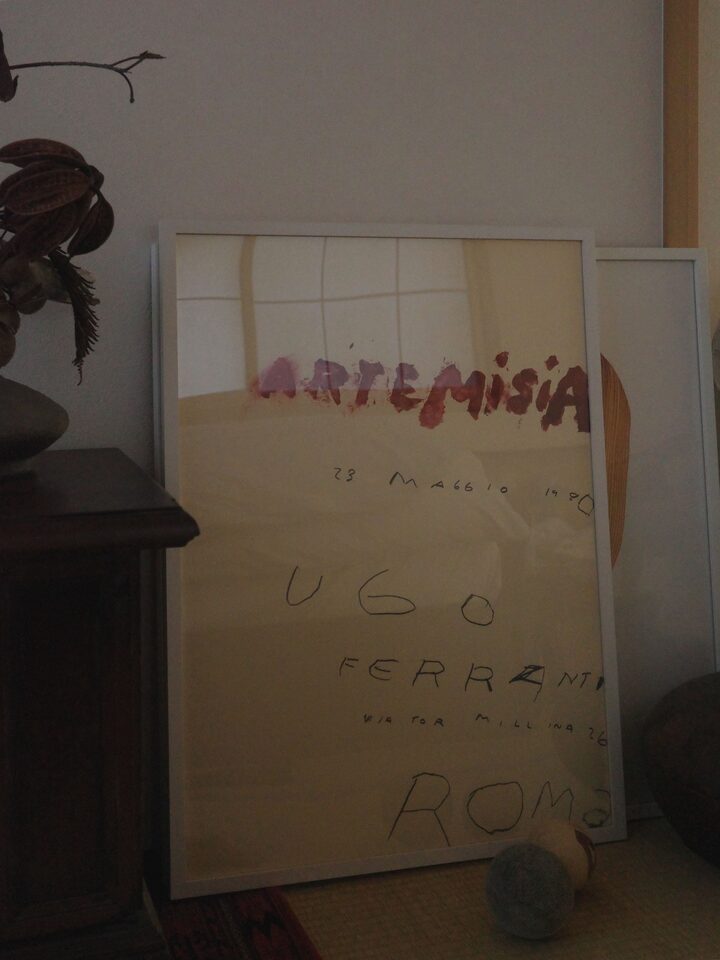 ARTEMISIA
23 MAGGIO 1980
UGO
FERRANTI
VIA TOR MILLINA 26
ROMA